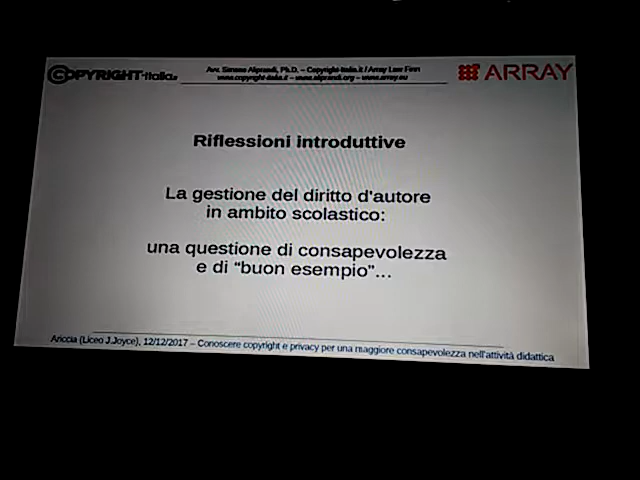 COPYRIGHT-Italia.it
Avv. Simone Aliprandi, Ph.D. – Copyright-Italia.it / Array Law Firm
www.copyright-italia.it – www.aliprandi.org – www.array.eu
ARRAY
Riflessioni introduttive
La gestione del diritto d'autore
in ambito scolastico:
una questione di consapevolezza
e di “buon esempio”...
Ariccia (Liceo J.Joyce), 12/12/2017 – Conoscere copyright e privacy per una maggiore consapevolezza nell'attività didattica